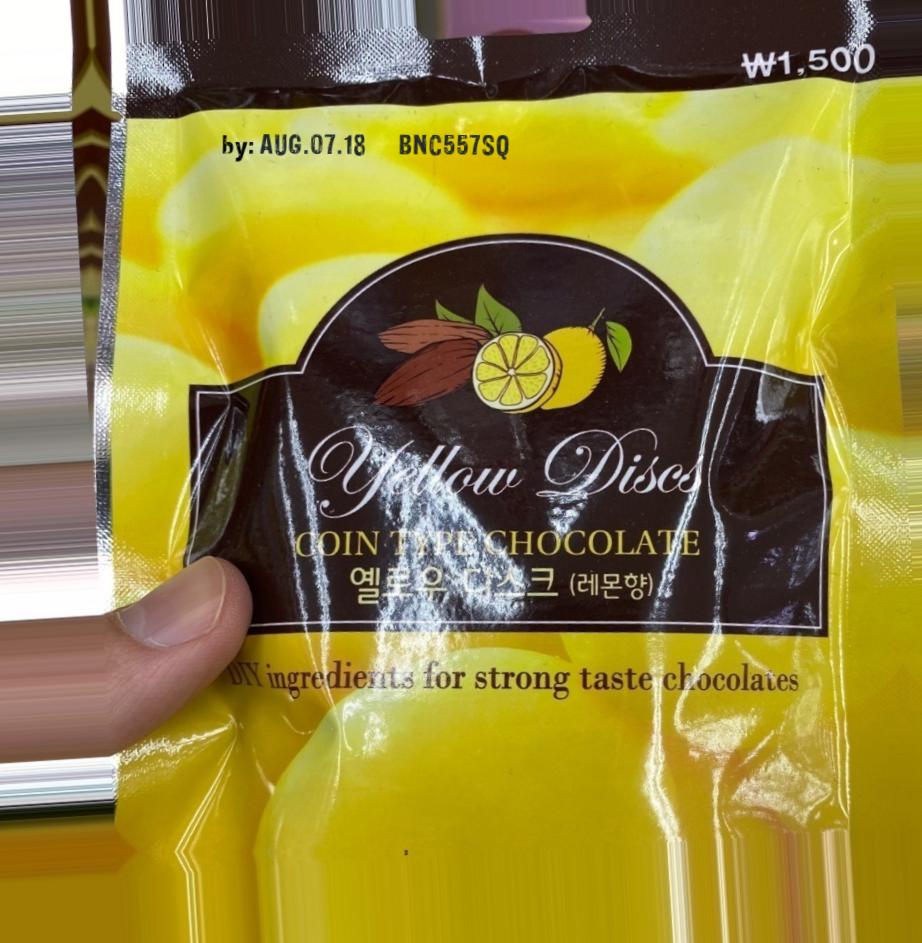 ₩1,500
by: AUG.07.18 BNC557SQ
Yellow Discs
COIN TYPE CHOCOLATE
옐로우 디스크 (레몬향)
DIY ingredients for strong taste chocolates